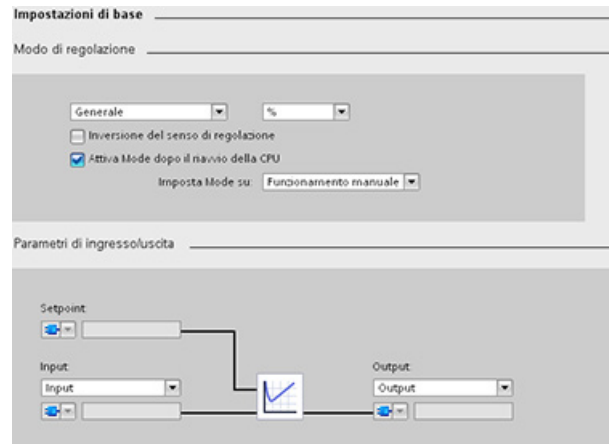 Impostazioni di base
Modo di regolazione
Generale %
Inversione del senso di regolazione
Attiva Mode dopo il riavvio della CPU
Imposta Mode su: Funzionamento manuale
Parametri di ingresso/uscita
Setpoint:
Input: Output:
Input Output